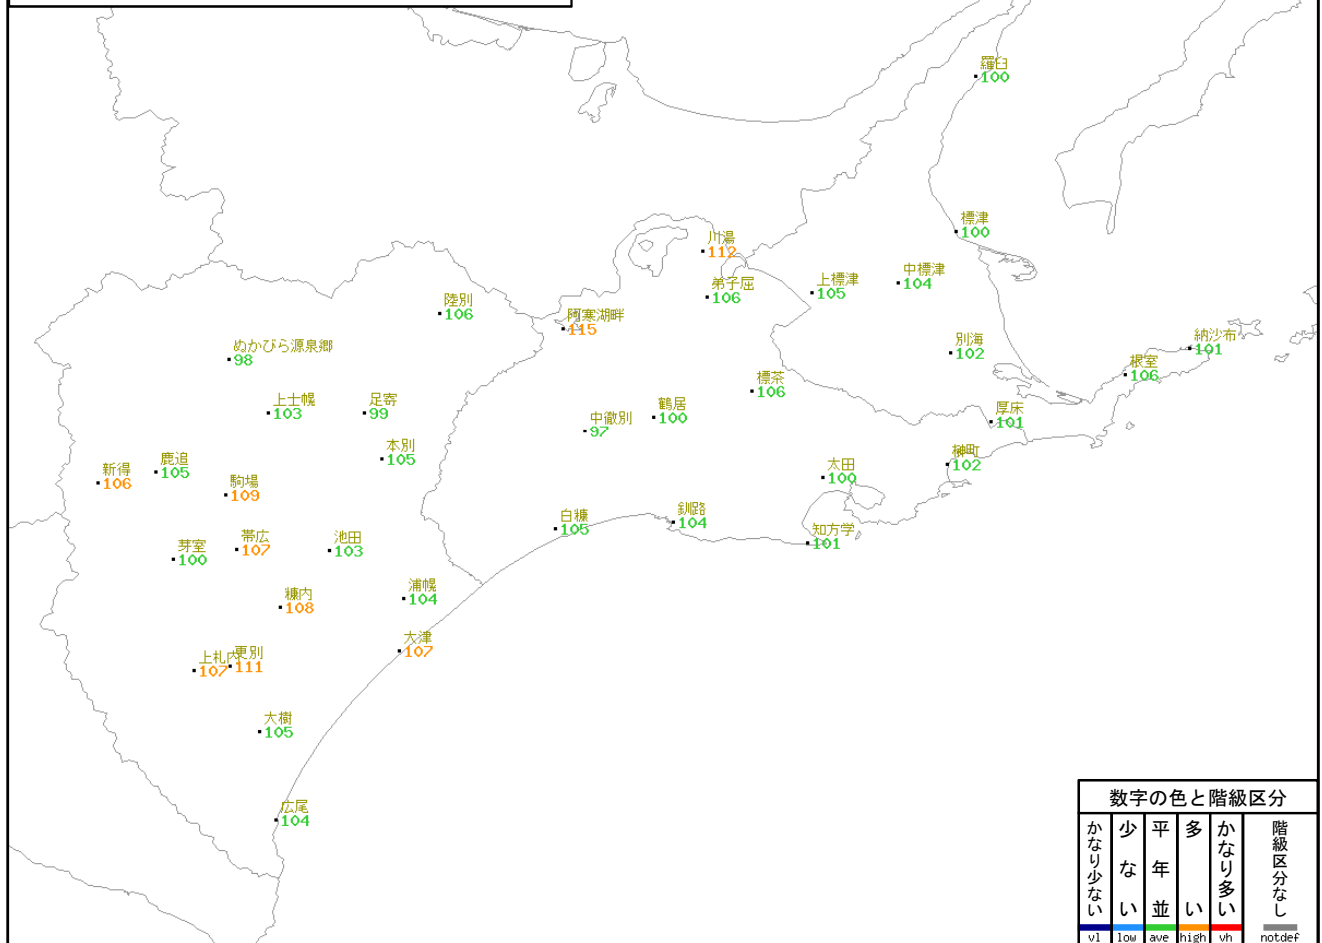 羅臼
100
標津
100
川湯
112
弟子屈
106
上標津
105
中標津
104
陸別
106
阿寒湖畔
115
ぬかびら源泉郷
98
別海
102
納沙布
101
根室
106
標茶
106
上士幌
103
足寄
99
中徹別
97
鶴居
100
厚床
101
本別
105
榊町
102
新得
106
鹿追
105
駒場
109
太田
100
白糠
105
釧路
104
知方学
101
芽室
100
帯広
107
池田
103
糠内
108
浦幌
104
大津
107
上札内
107
更別
111
大樹
105
広尾
104
数字の色と階級区分
かなり少ない
少ない
平年並
多い
かなり多い
階級区分なし
vl
low
ave
high
vh
notdef